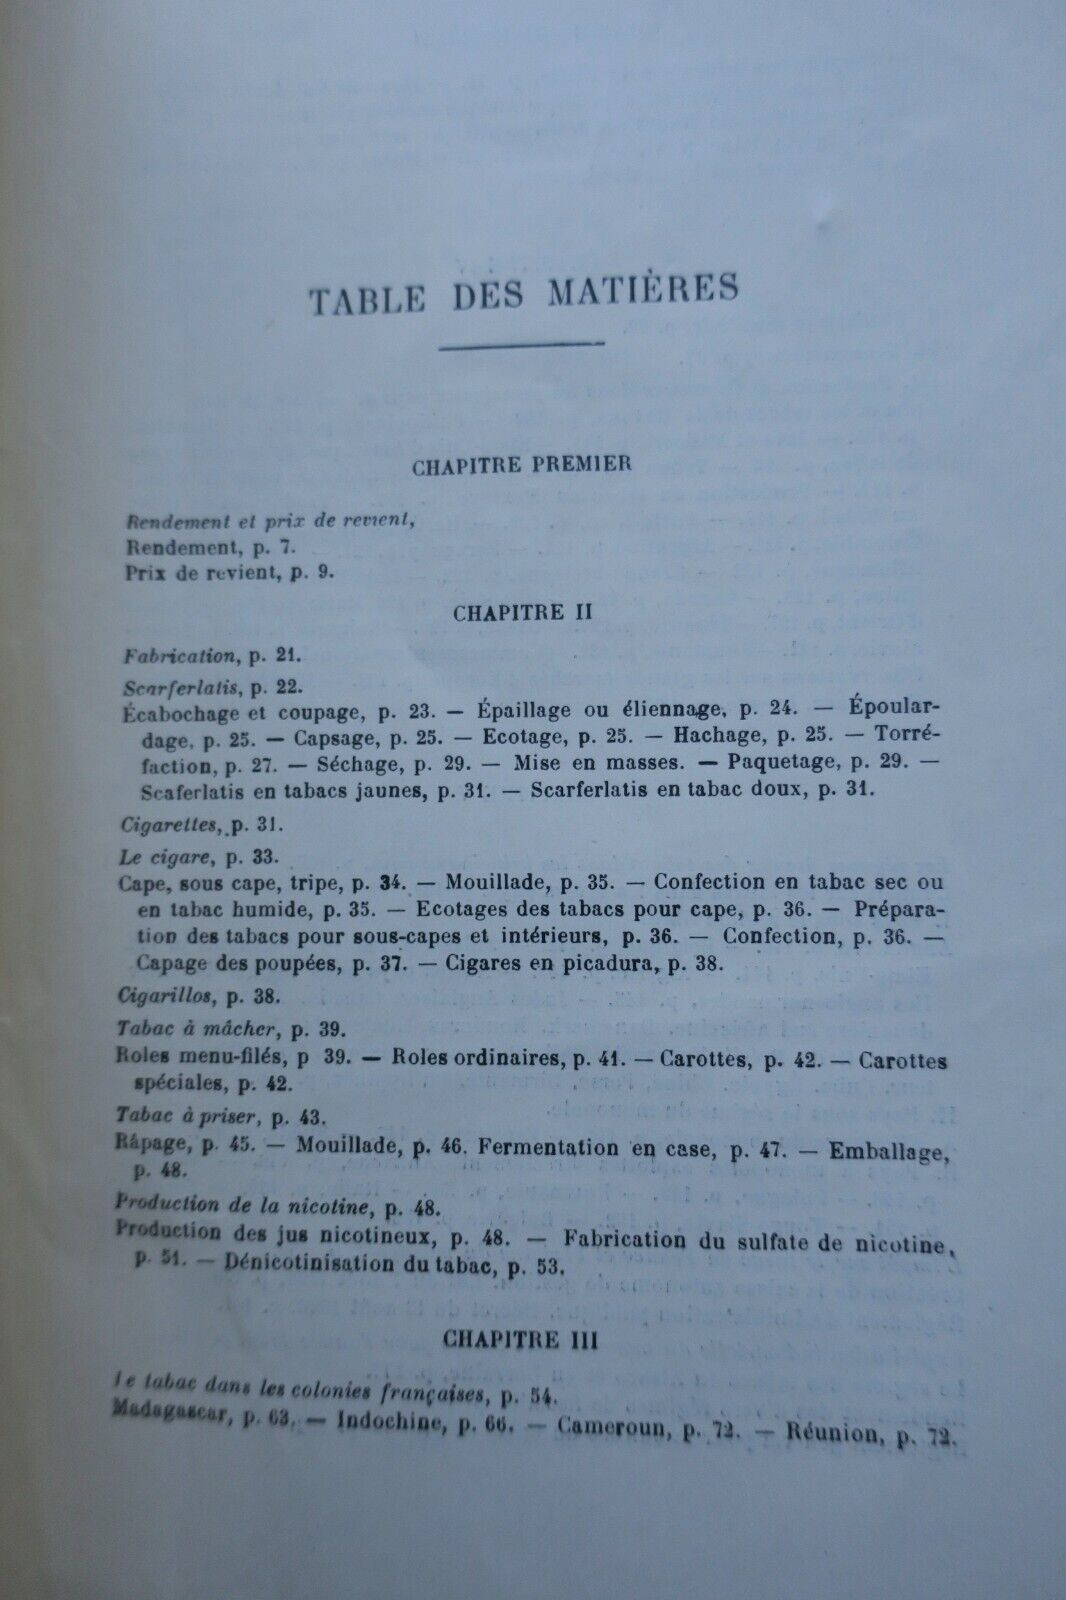 TABLE DES MATIÈRES
CHAPITRE PREMIER
Rendement et prix de revient,
Rendement, p. 7.
Prix de revient, p. 9.
CHAPITRE II
Fabrication, p. 21.
Scarferlatis, p. 22.
Écabochage et coupage, p. 23. — Épaillage ou éliennage, p. 24. — Époular-
dage, p. 25. — Capsage, p. 25. — Ecotage, p. 25. — Hachage, p. 25. — Torré-
faction, p. 27. — Séchage, p. 29. — Mise en masses. — Paquetage, p. 29. —
Scaferlatis en tabacs jaunes, p. 31. — Scarferlatis en tabac doux, p. 31.
Cigarettes, p. 31.
Le cigare, p. 33.
Cape, sous cape, tripe, p. 34. — Mouillade, p. 35. — Confection en tabac sec ou
en tabac humide, p. 35. — Ecotages des tabacs pour cape, p. 36. — Prépara-
tion des tabacs pour sous-capes et intérieurs, p. 36. — Confection, p. 36. —
Capage des poupées, p. 37. — Cigares en picadura, p. 38.
Cigarillos, p. 38.
Tabac à mâcher, p. 39.
Roles menu-filés, p 39. — Roles ordinaires, p. 41. — Carottes, p. 42. — Carottes
spéciales, p. 42.
Tabac à priser, p. 43.
Râpage, p. 45. — Mouillade, p. 46. Fermentation en case, p. 47. — Emballage,
p. 48.
Production de la nicotine, p. 48.
Production des jus nicotineux, p. 48. — Fabrication du sulfate de nicotine,
p. 51. — Dénicotinisation du tabac, p. 53.
CHAPITRE III
Le tabac dans les colonies françaises, p. 54.
Madagascar, p. 63. — Indochine, p. 66. — Cameroun, p. 72. — Réunion, p. 72.